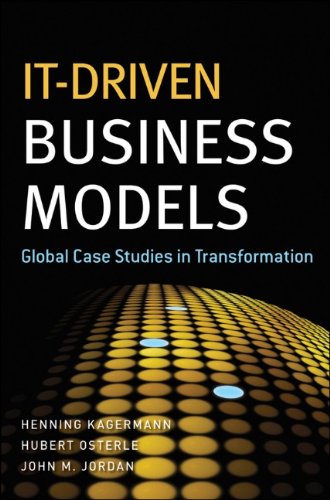 IT-DRIVEN
BUSINESS
MODELS
Global Case Studies in Transformation
HENNING KAGERMANN
HUBERT OSTERLE
JOHN M. JORDAN